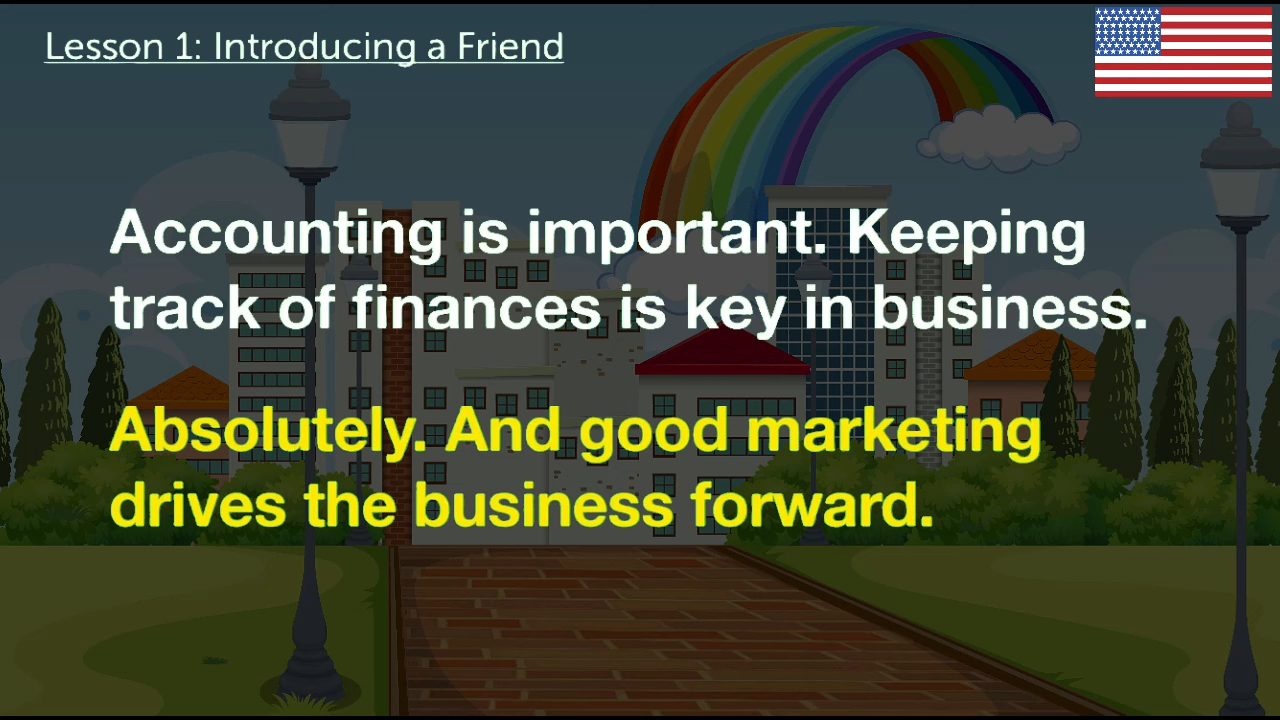 Lesson 1: Introducing a Friend
Accounting is important. Keeping
track of finances is key in business.
Absolutely. And good marketing
drives the business forward.